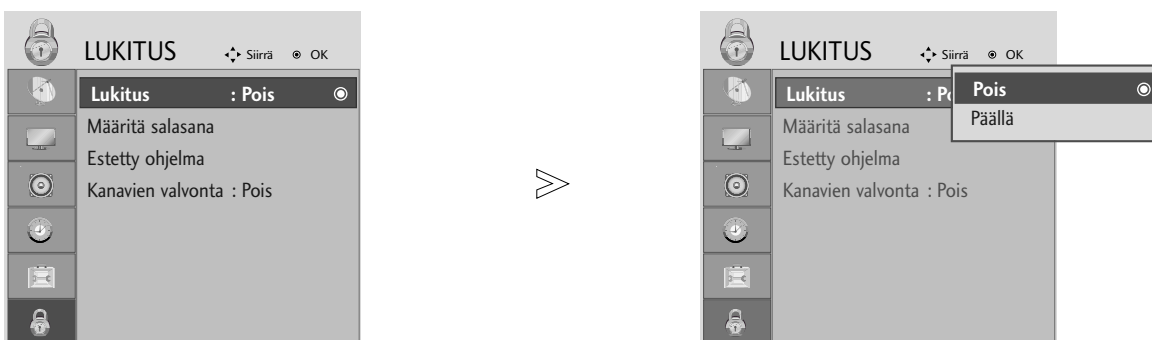 LUKITUS Siirrä OK
Lukitus : Pois
Määritä salasana
Estetty ohjelma
Kanavien valvonta : Pois
LUKITUS Siirrä OK
Lukitus : Po
Pois
Päällä
Määritä salasana
Estetty ohjelma
Kanavien valvonta : Pois